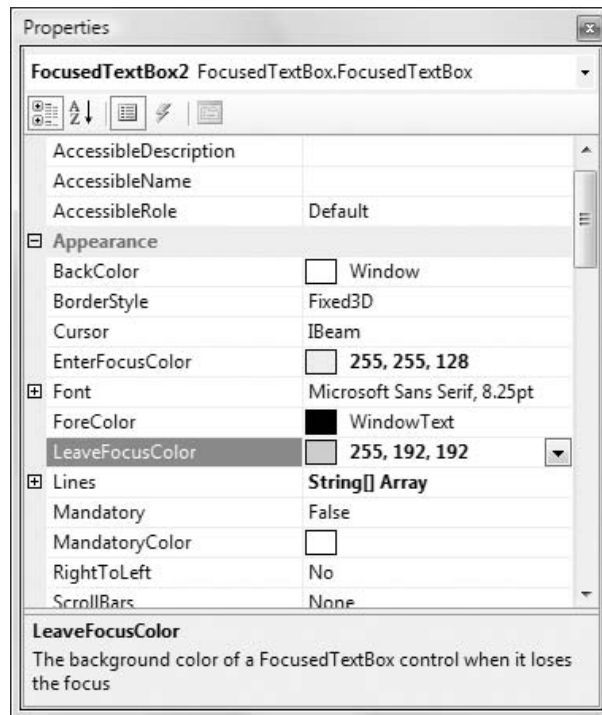 Properties
FocusedTextBox2 FocusedTextBox.FocusedTextBox
AccessibleDescription
AccessibleName
AccessibleRole Default
Appearance
BackColor Window
BorderStyle Fixed3D
Cursor IBeam
EnterFocusColor 255, 255, 128
Font Microsoft Sans Serif, 8.25pt
ForeColor WindowText
LeaveFocusColor 255, 192, 192
Lines String[] Array
Mandatory False
MandatoryColor
RightToLeft No
ScrollBars None
LeaveFocusColor
The background color of a FocusedTextBox control when it loses
the focus